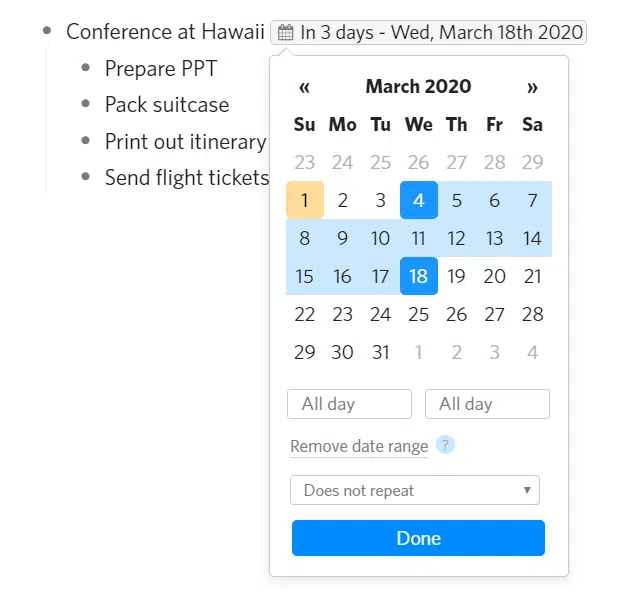 Conference at Hawaii In 3 days - Wed, March 18th 2020
Prepare PPT
Pack suitcase
Print out itinerary
Send flight tickets
« March 2020 »
Su Mo Tu We Th Fr Sa
23 24 25 26 27 28 29
1 2 3 4 5 6 7
8 9 10 11 12 13 14
15 16 17 18 19 20 21
22 23 24 25 26 27 28
29 30 31 1 2 3 4
All day All day
Remove date range ?
Does not repeat ▾
Done